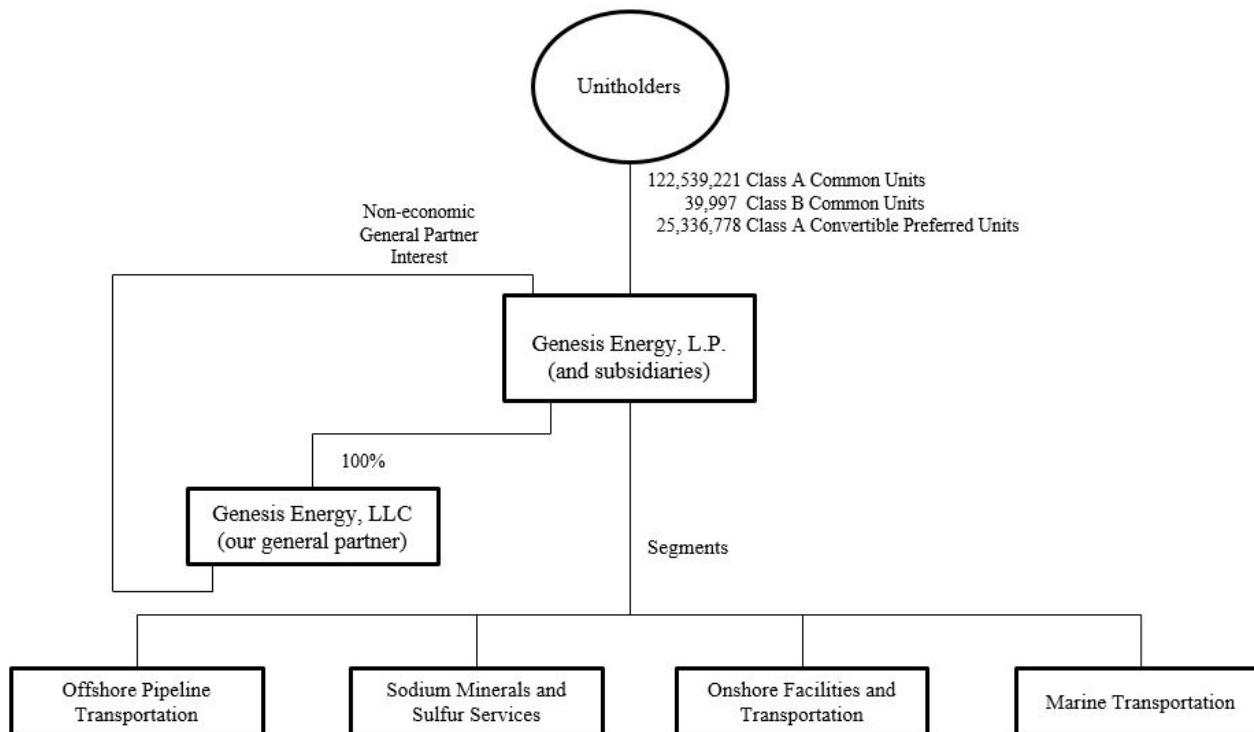 Unitholders
122,539,221 Class A Common Units
39,997 Class B Common Units
25,336,778 Class A Convertible Preferred Units
Non-economic
General Partner
Interest
Genesis Energy, L.P.
(and subsidiaries)
100%
Genesis Energy, LLC
(our general partner)
Segments
Offshore Pipeline
Transportation
Sodium Minerals and
Sulfur Services
Onshore Facilities and
Transportation
Marine Transportation